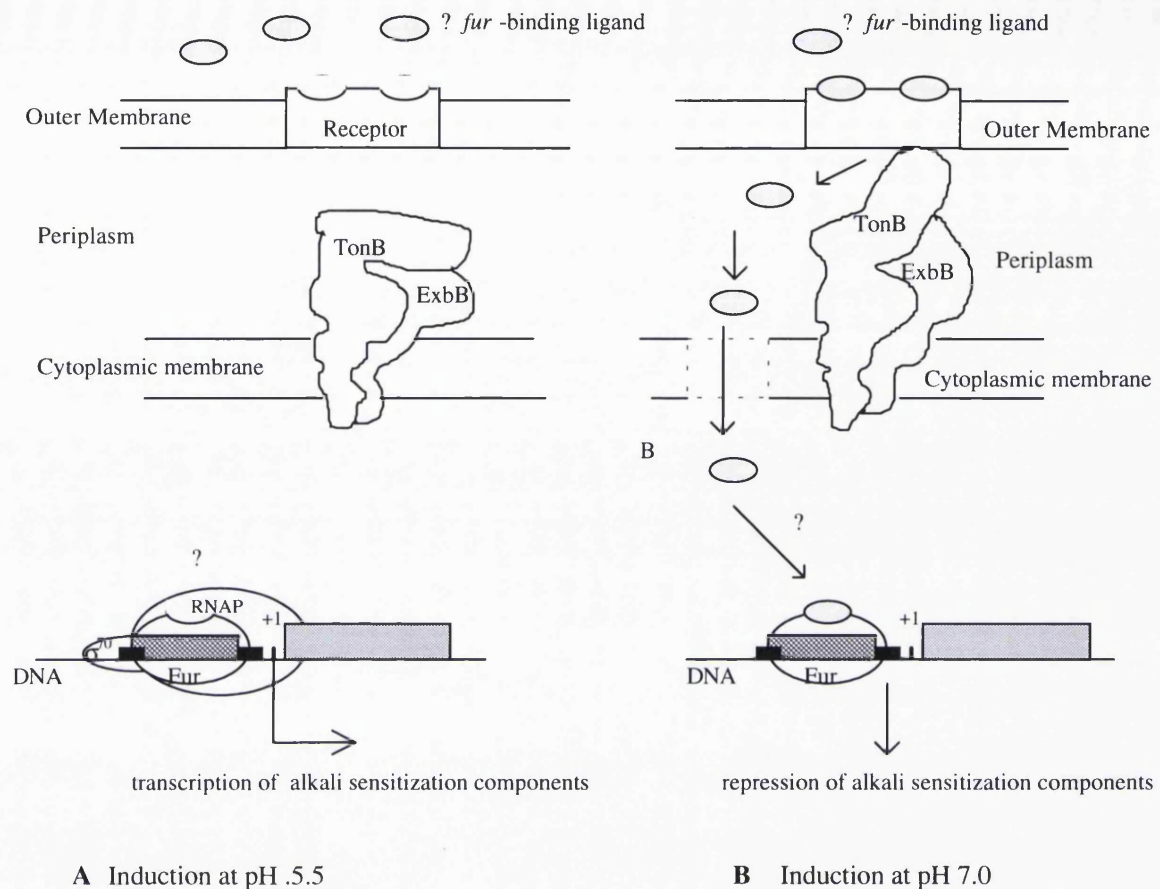 ? fur -binding ligand
Outer Membrane
Receptor
Periplasm
TonB
ExbB
Cytoplasmic membrane
?
RNAP
+1
σ70
DNA
Fur
transcription of alkali sensitization components
A Induction at pH .5.5
? fur -binding ligand
Outer Membrane
TonB
ExbB
Periplasm
Cytoplasmic membrane
B
?
+1
DNA
Fur
repression of alkali sensitization components
B Induction at pH 7.0